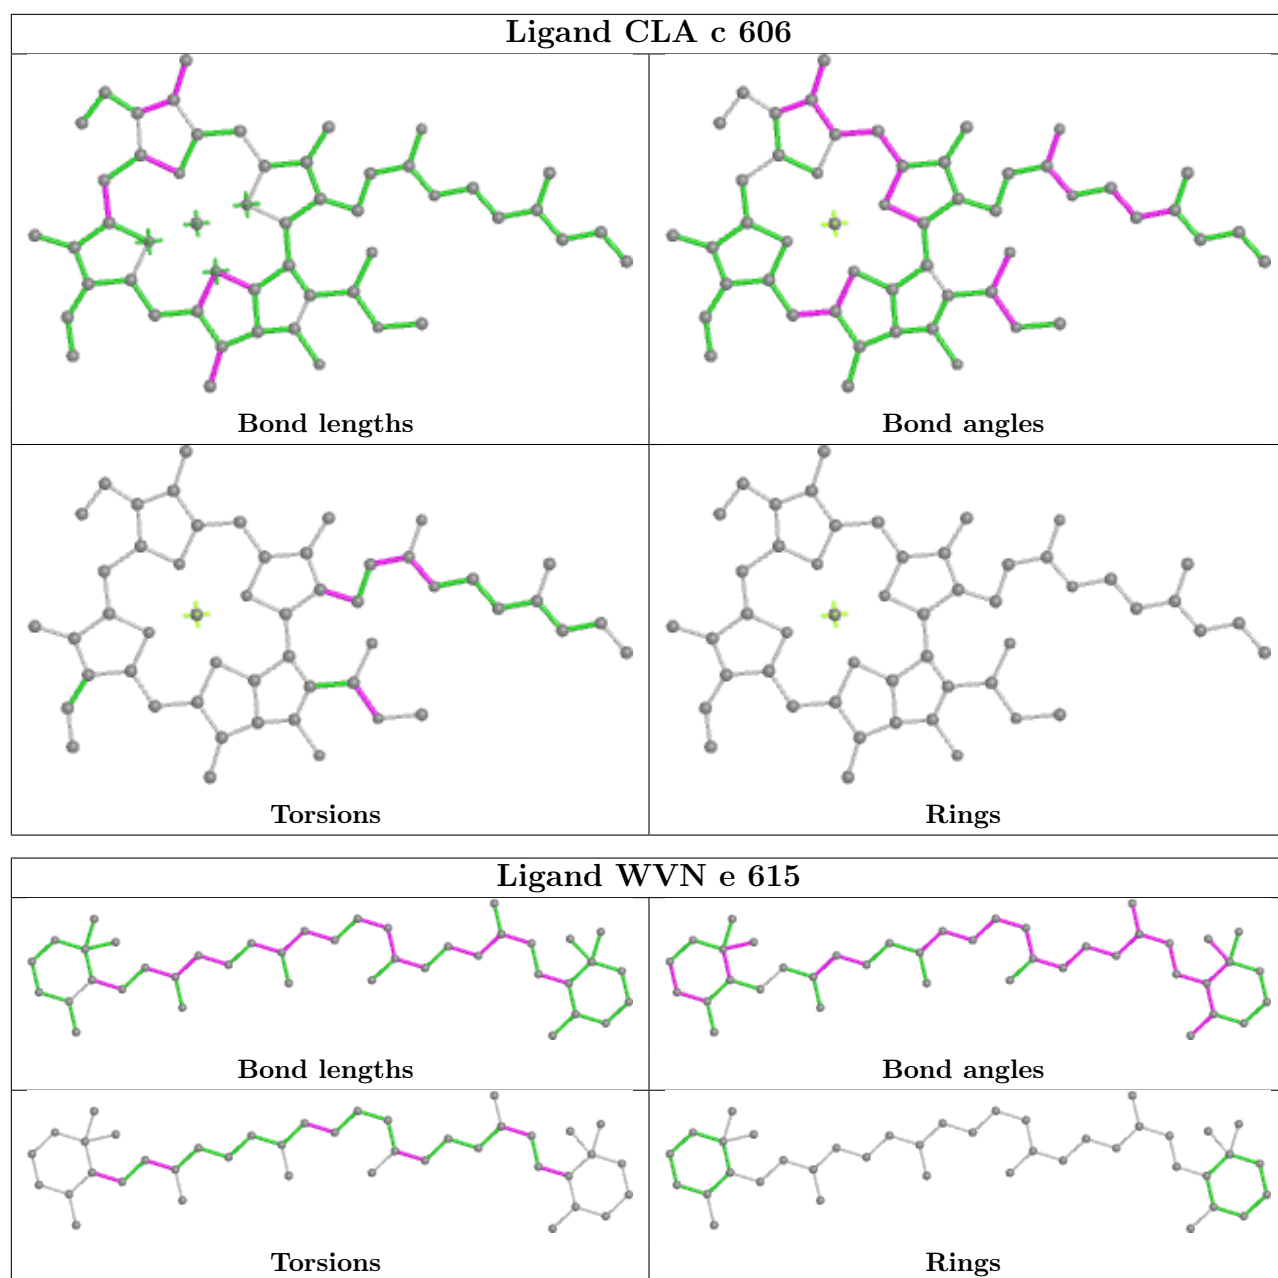 Ligand CLA c 606
Bond lengths
Bond angles
Torsions
Rings
Ligand WVN e 615
Bond lengths
Bond angles
Torsions
Rings